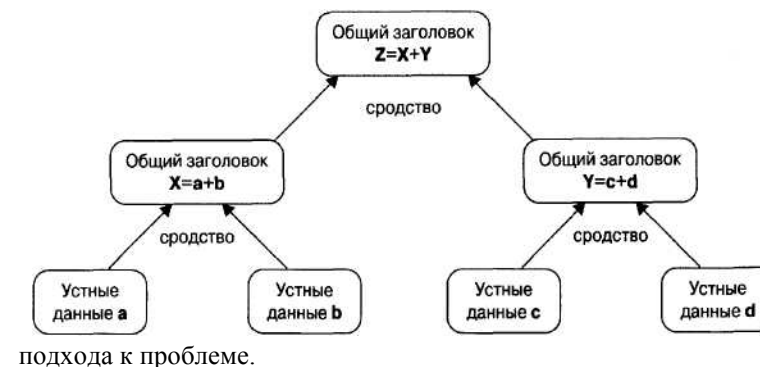 Общий заголовок
Z=X+Y
сродство
Общий заголовок
X=a+b
Общий заголовок
Y=c+d
сродство
сродство
Устные
данные a
Устные
данные b
Устные
данные c
Устные
данные d
подхода к проблеме.